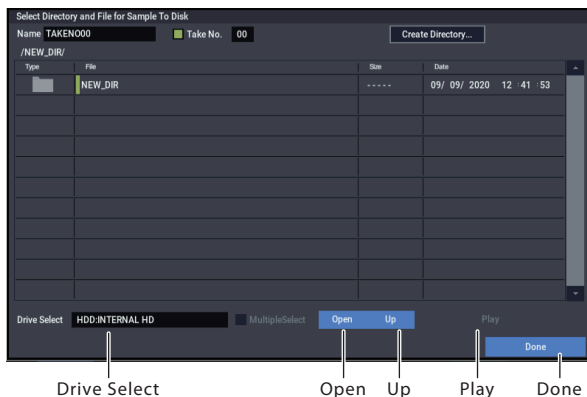 Select Directory and File for Sample To Disk
Name TAKENO00 Take No. 00 Create Directory...
/NEW_DIR/
Type File Size Date
NEW_DIR ----- 09/ 09/ 2020 12 :41 :53
Drive Select HDD:INTERNAL HD MultipleSelect Open Up Play
Done
Drive Select Open Up Play Done